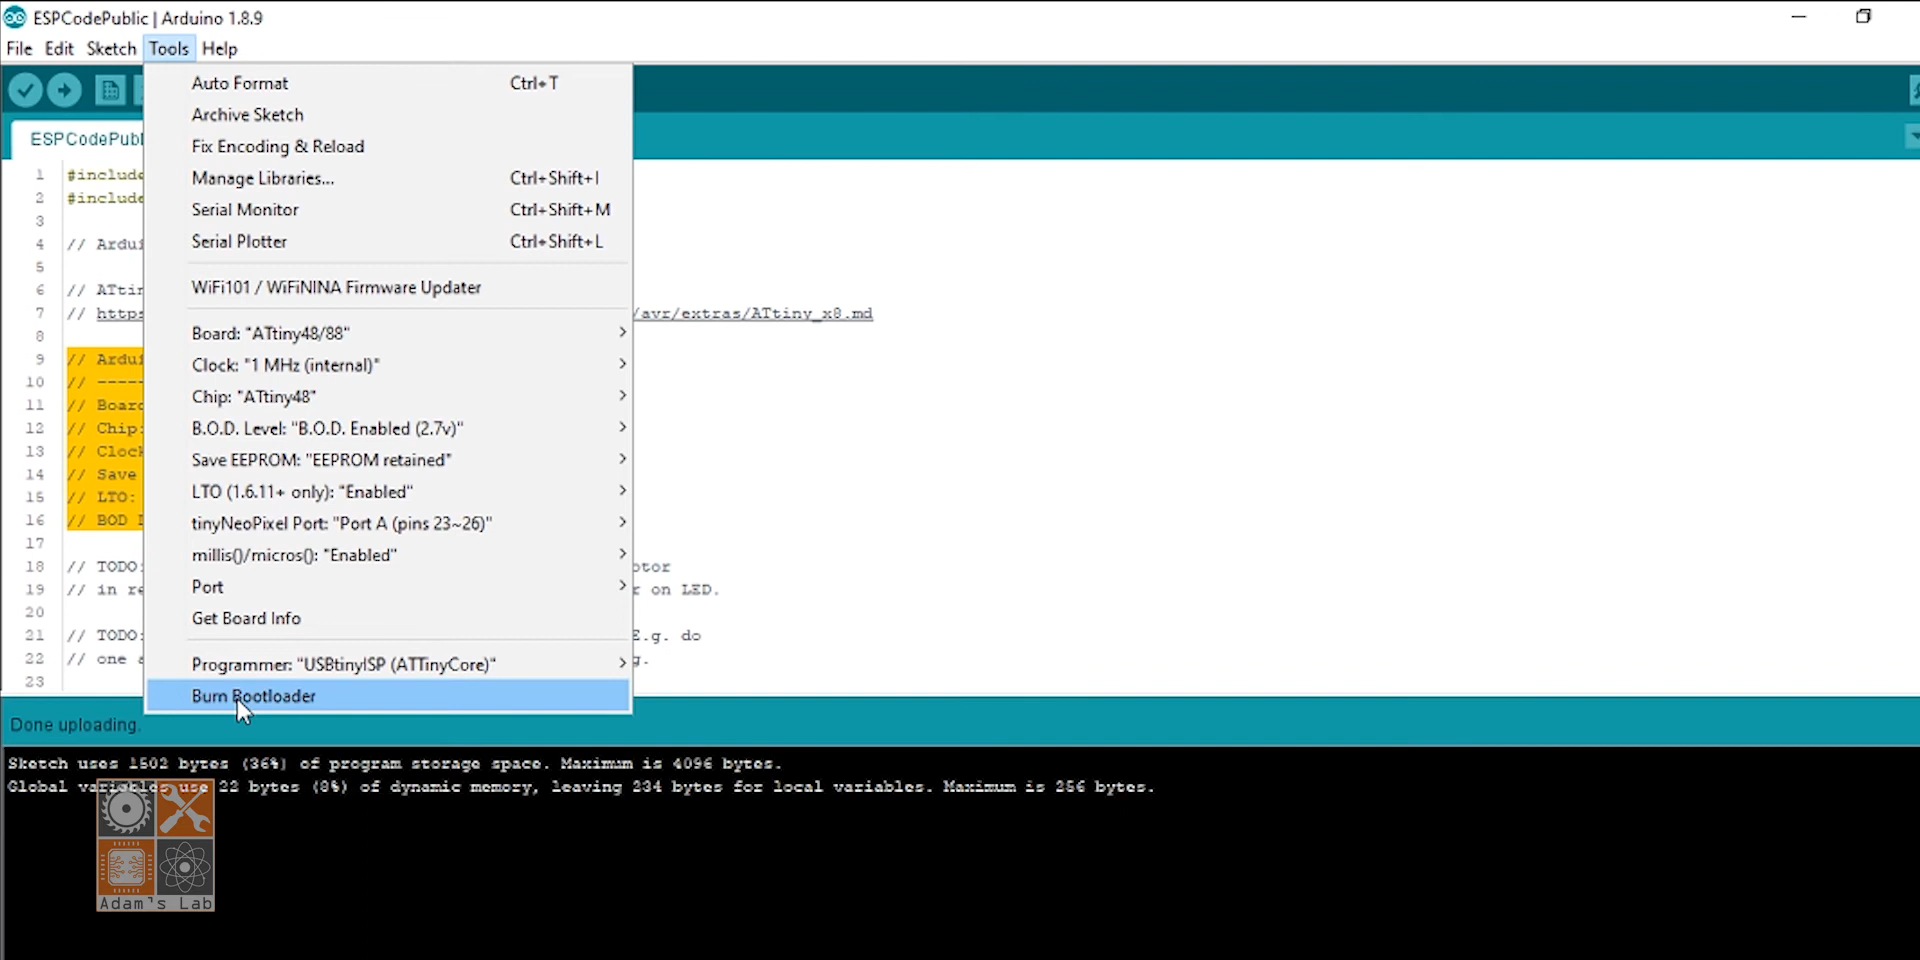 ESPCodePublic | Arduino 1.8.9
File Edit Sketch Tools Help
Auto Format Ctrl+T
Archive Sketch
Fix Encoding & Reload
Manage Libraries... Ctrl+Shift+I
Serial Monitor Ctrl+Shift+M
Serial Plotter Ctrl+Shift+L
WiFi101 / WiFiNINA Firmware Updater
Board: "ATtiny48/88"
Clock: "1 MHz (internal)"
Chip: "ATtiny48"
B.O.D. Level: "B.O.D. Enabled (2.7v)"
Save EEPROM: "EEPROM retained"
LTO (1.6.11+ only): "Enabled"
tinyNeoPixel Port: "Port A (pins 23~26)"
millis()/micros(): "Enabled"
Port
Get Board Info
Programmer: "USBtinyISP (ATTinyCore)"
Burn Bootloader
ESPCodePubl
1 #include
2 #include
3
4 // Ardui
5
6 // ATtin
7 // https /avr/extras/ATtiny_x8.md
8
9 // Ardui
10 // -----
11 // Board
12 // Chip:
13 // Clock
14 // Save
15 // LTO:
16 // BOD
17
18 // TODO: otor
19 // in re r on LED.
20
21 // TODO: E.g. do
22 // one a g.
23
Done uploading.
Sketch uses 1502 bytes (36%) of program storage space. Maximum is 4096 bytes.
Global variables use 22 bytes (8%) of dynamic memory, leaving 234 bytes for local variables. Maximum is 256 bytes.
Adam's Lab